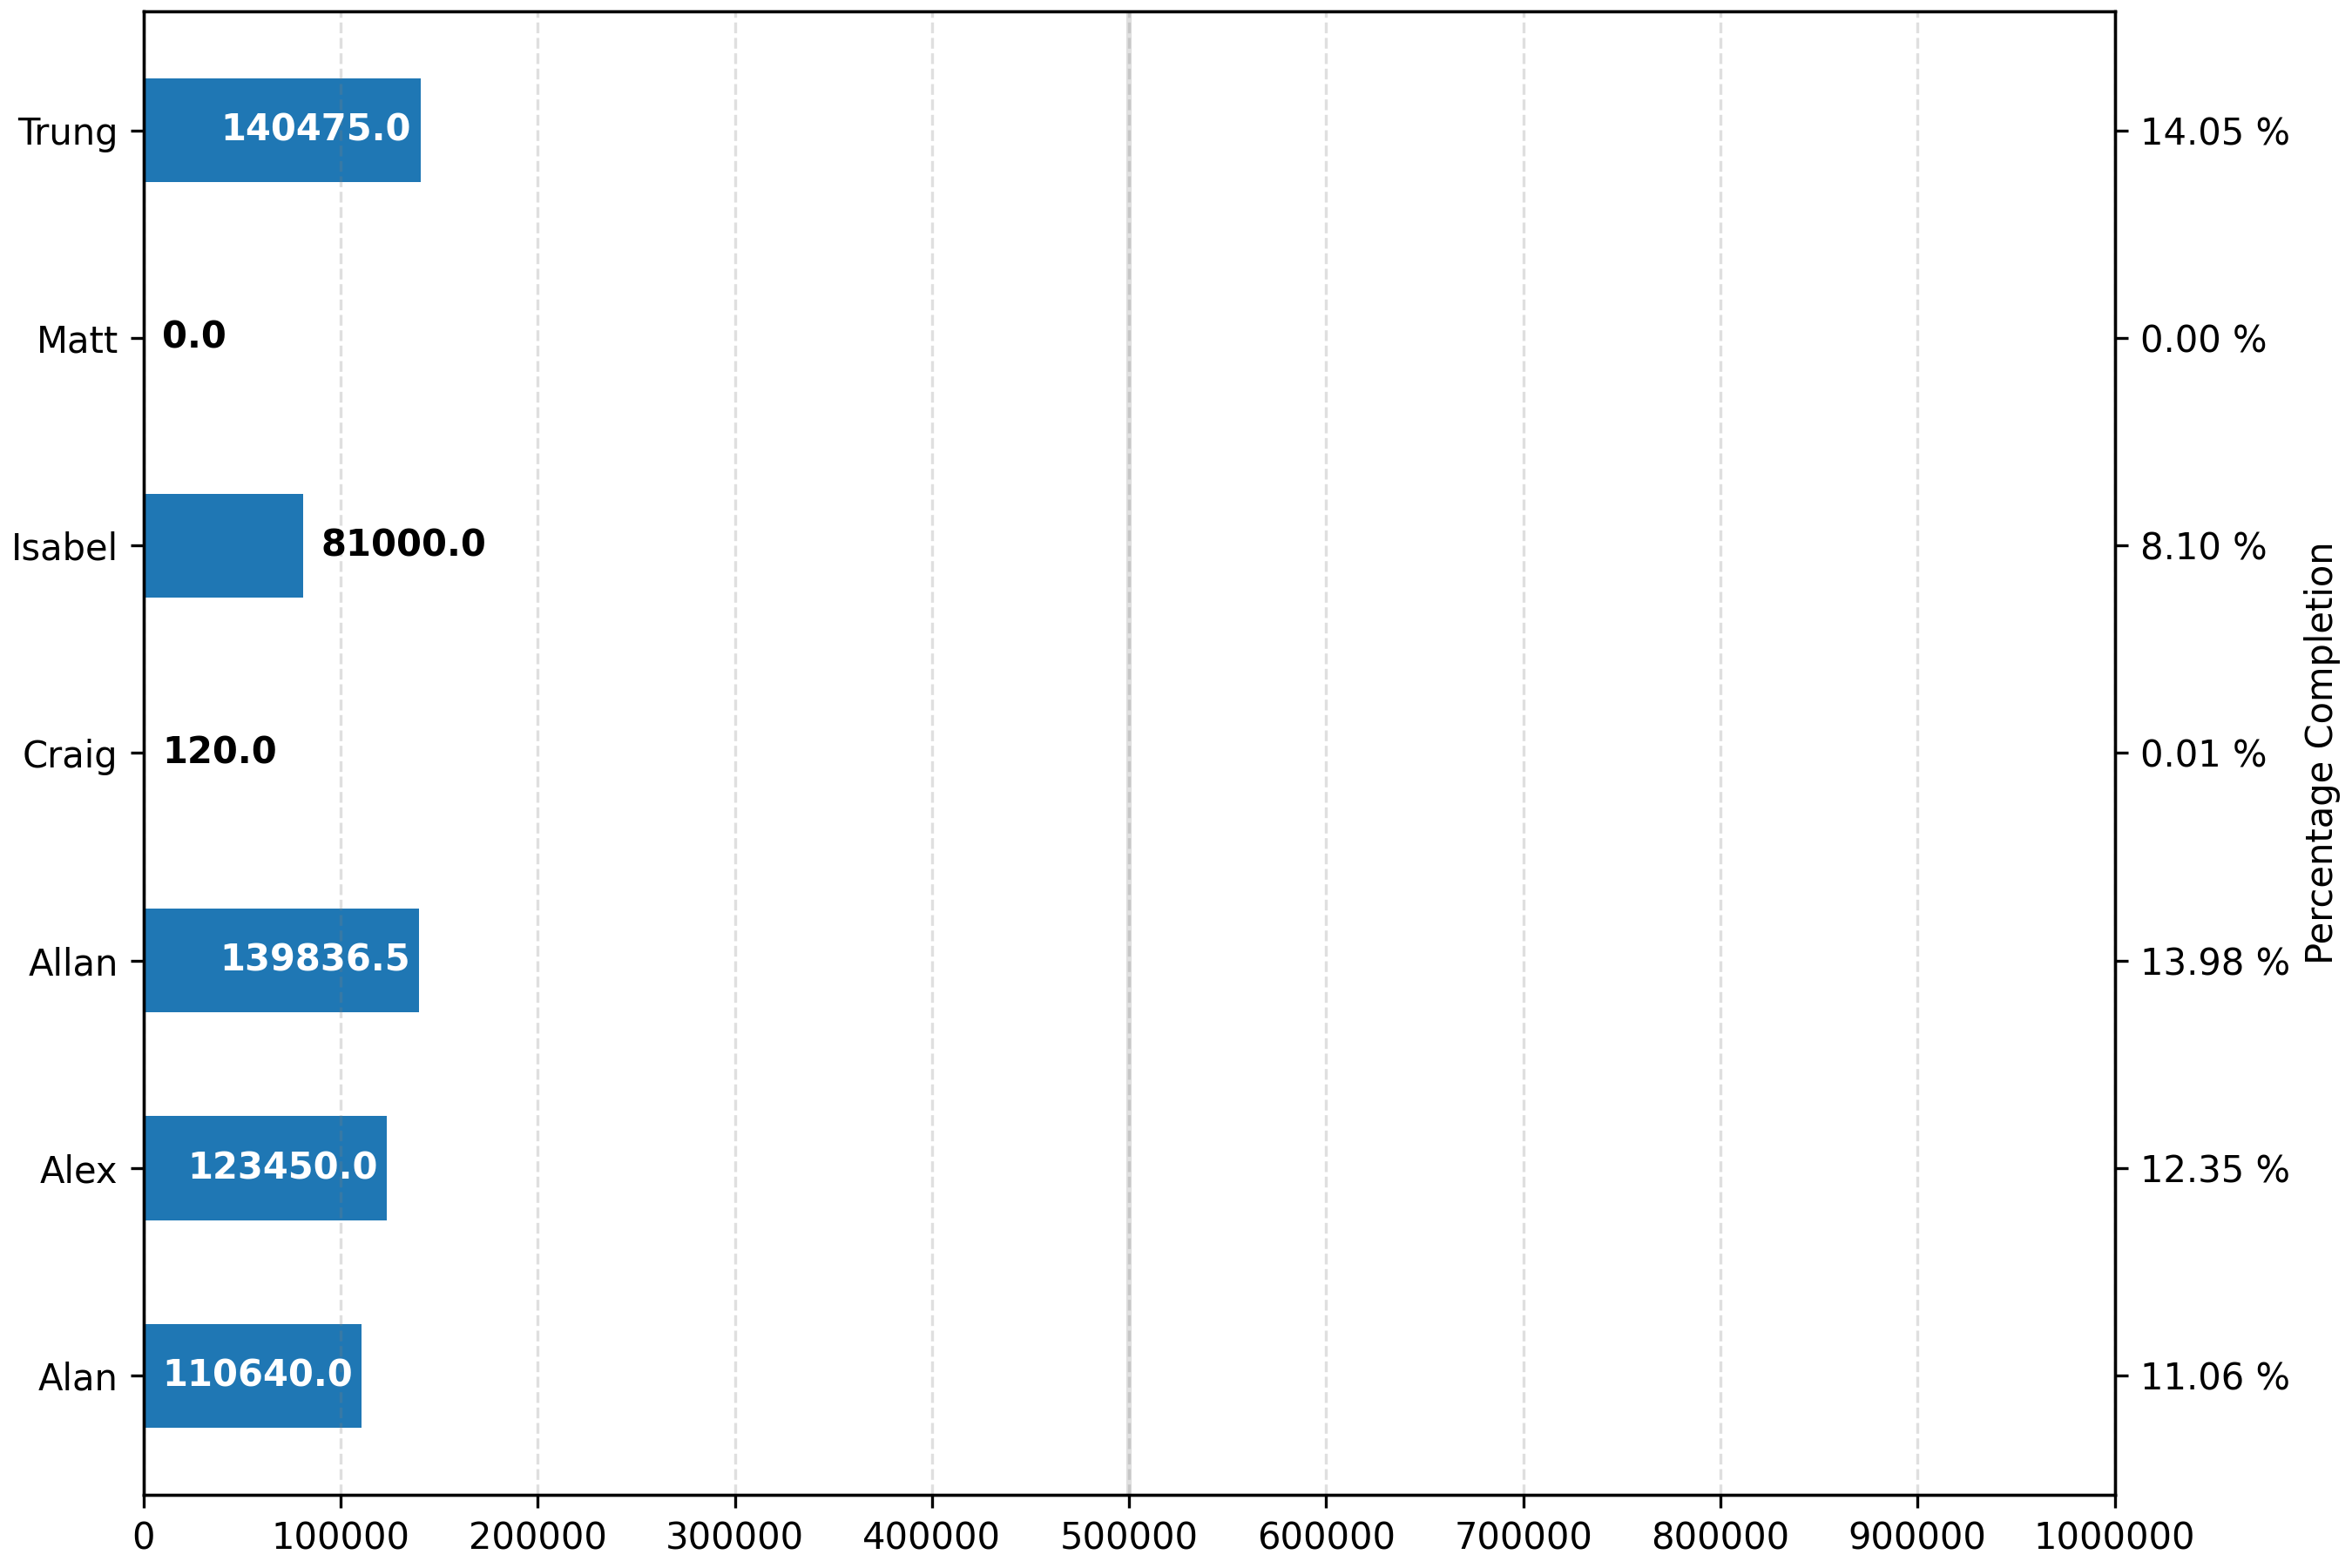 Trung 140475.0 14.05 %
Matt 0.0 0.00 %
Isabel 81000.0 8.10 %
Craig 120.0 0.01 %
Allan 139836.5 13.98 %
Alex 123450.0 12.35 %
Alan 110640.0 11.06 %
Percentage Completion
0 100000 200000 300000 400000 500000 600000 700000 800000 900000 1000000